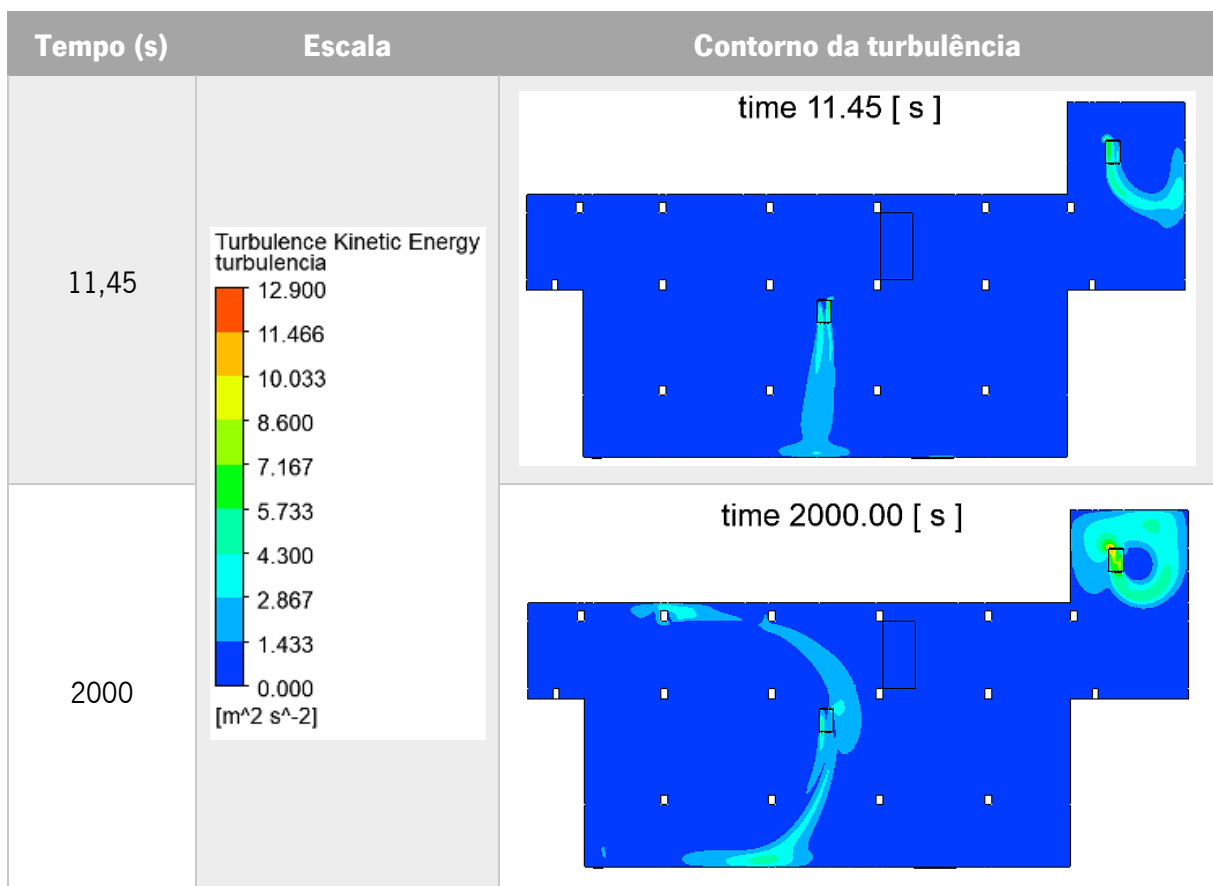 Tempo (s) Escala Contorno da turbulência
11,45
Turbulence Kinetic Energy
turbulencia
12.900
11.466
10.033
8.600
7.167
5.733
4.300
2.867
1.433
0.000
[m^2 s^-2]
time 11.45 [ s ]
2000
time 2000.00 [ s ]